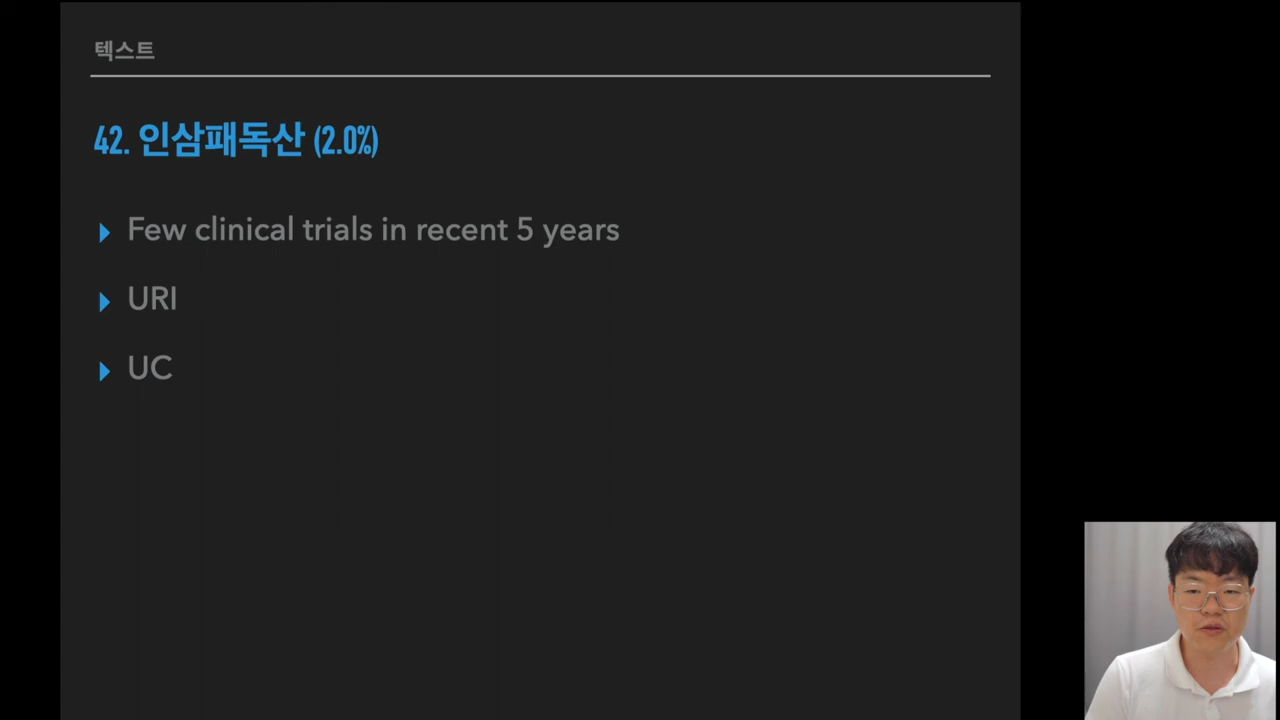 텍스트
42. 인삼패독산 (2.0%)
Few clinical trials in recent 5 years
URI
UC